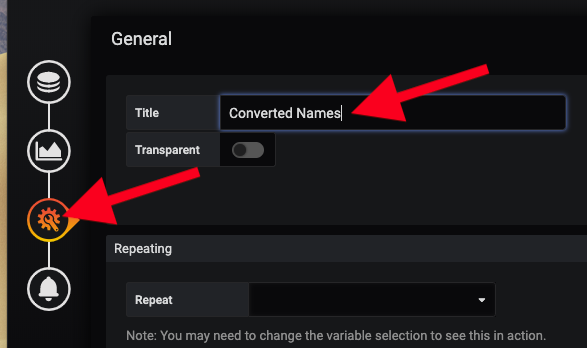 General
Title
Converted Names
Transparent
Repeating
Repeat
Note: You may need to change the variable selection to see this in action.